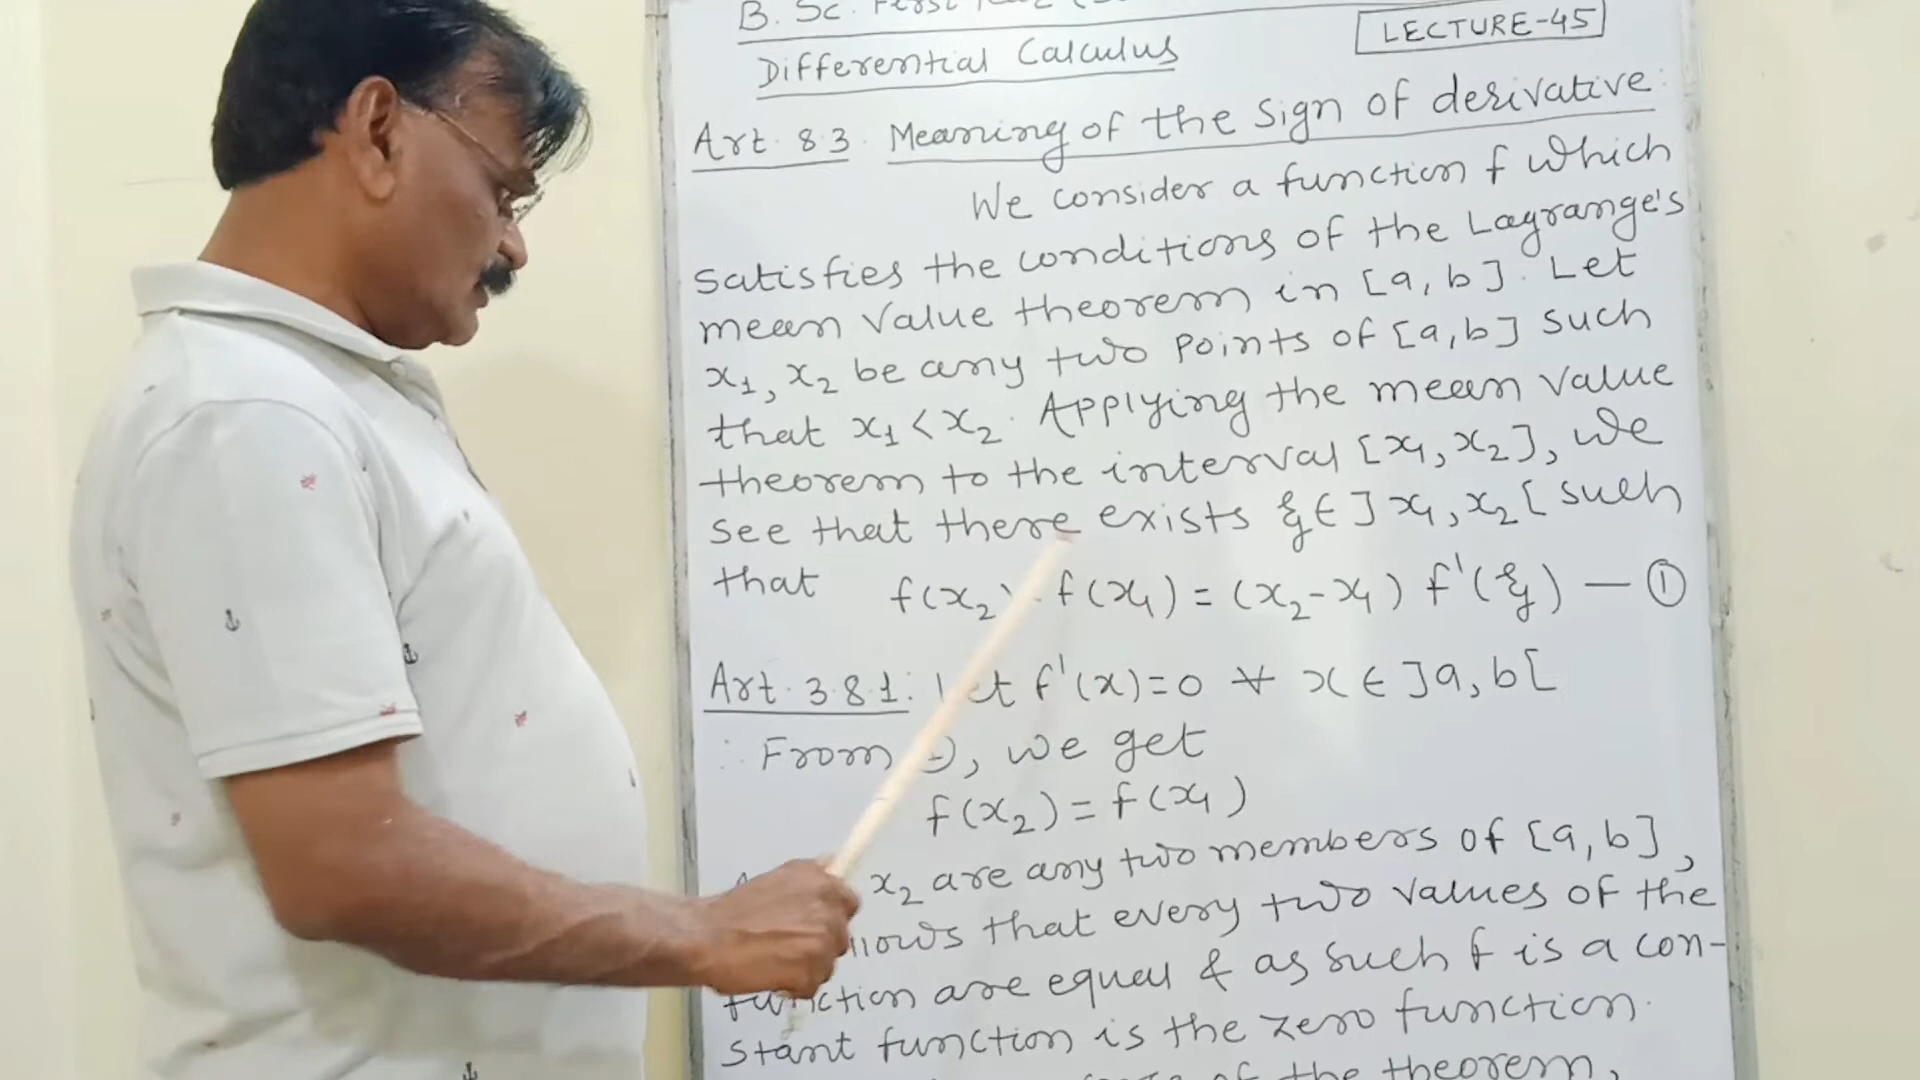 B. Sc. First
Differential Calculus
LECTURE-45
Art. 8.3. Meaning of the sign of derivative:
We consider a function f which
satisfies the conditions of the Lagrange's
mean value theorem in [a, b]. Let
x₁, x₂ be any two points of [a, b] such
that x₁ < x₂. Applying the mean value
theorem to the interval [x₁, x₂], we
see that there exists ξ ∈ ]x₁, x₂[ such
that f(x₂) - f(x₁) = (x₂-x₁) f'(ξ) — ①
Art. 3.8.1: Let f'(x)=0 ∀ x ∈ ]a, b[
∴ From , we get
f(x₂) = f(x₁)
x₂ are any two members of [a, b],
that every two values of the
function are equal & as such f is a con-
stant function is the zero function.
of the theorem,